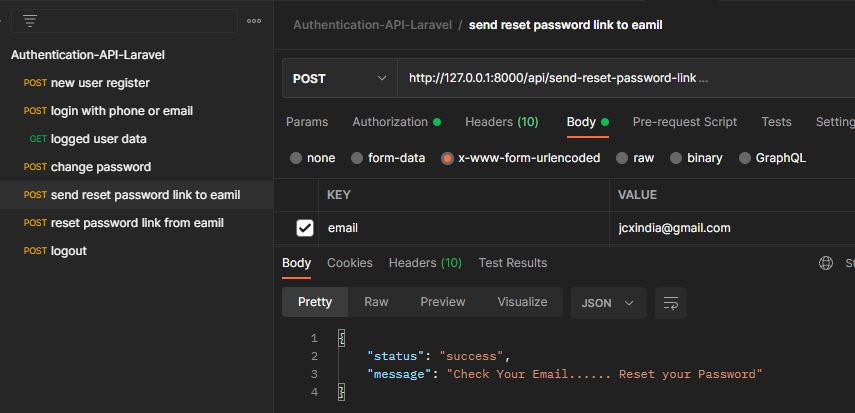 Authentication-API-Laravel
POST new user register
POST login with phone or email
GET logged user data
POST change password
POST send reset password link to eamil
POST reset password link from eamil
POST logout
Authentication-API-Laravel / send reset password link to eamil
POST http://127.0.0.1:8000/api/send-reset-password-link ...
Params Authorization Headers (10) Body Pre-request Script Tests Setting
none form-data x-www-form-urlencoded raw binary GraphQL
KEY VALUE
email jcxindia@gmail.com
Body Cookies Headers (10) Test Results St
Pretty Raw Preview Visualize JSON
1 {
2 "status": "success",
3 "message": "Check Your Email...... Reset your Password"
4 }